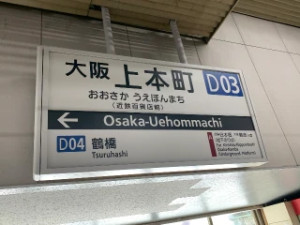 大阪上本町 D03
おおさか うえほんまち
(近鉄百貨店前)
← Osaka-Uehommachi
D04 鶴橋
Tsuruhashi